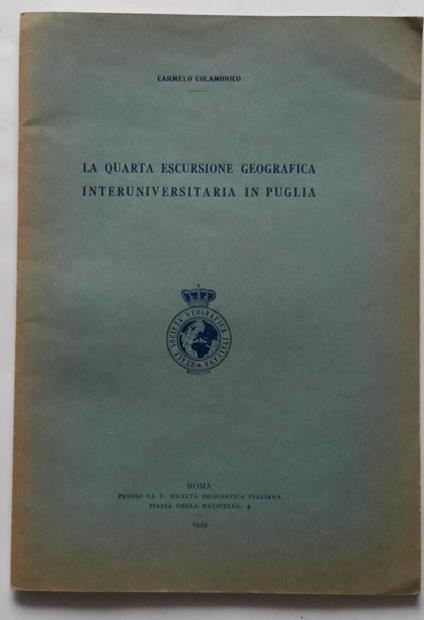 CARMELO COLAMONICO
LA QUARTA ESCURSIONE GEOGRAFICA
INTERUNIVERSITARIA IN PUGLIA
REALE SOCIETÀ GEOGRAFICA ITALIANA
ROMA
PRESSO LA R. SOCIETÀ GEOGRAFICA ITALIANA
PIAZZA DELLA NAVICELLA, 4
1929